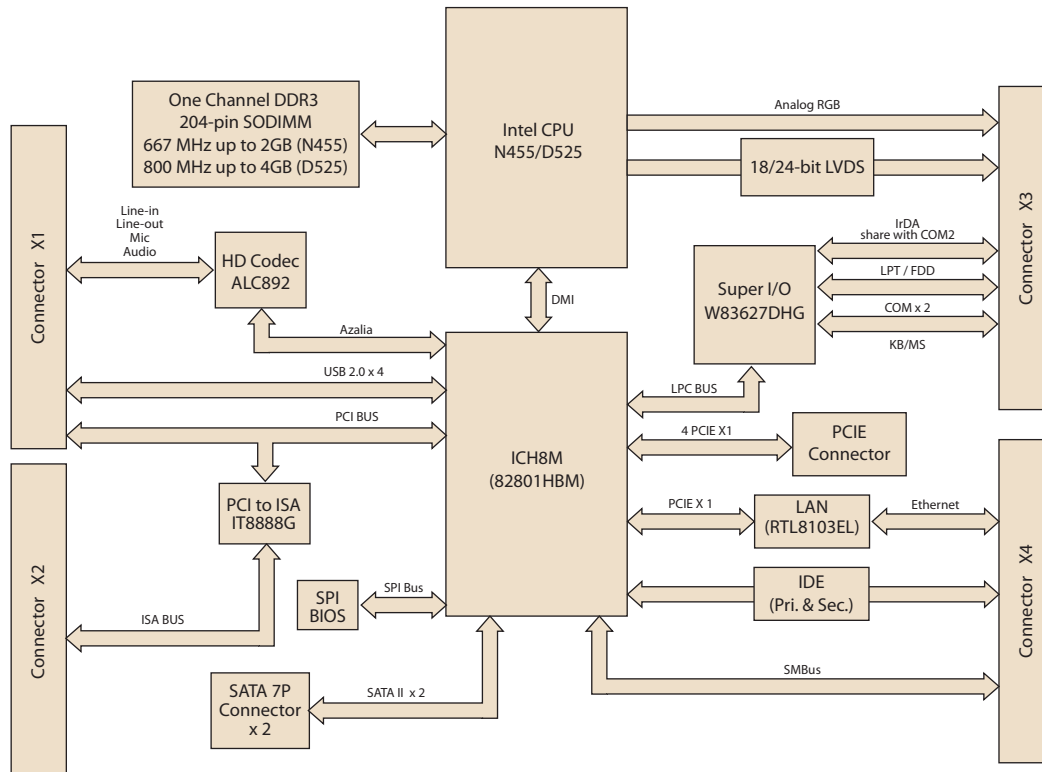 One Channel DDR3
204-pin SODIMM
667 MHz up to 2GB (N455)
800 MHz up to 4GB (D525)
Intel CPU
N455/D525
Analog RGB
18/24-bit LVDS
Connector X1
Connector X3
Line-in
Line-out
Mic
Audio
HD Codec
ALC892
Azalia
DMI
Super I/O
W83627DHG
IrDA
share with COM2
LPT / FDD
COM x 2
KB/MS
USB 2.0 x 4
PCI BUS
LPC BUS
ICH8M
(82801HBM)
4 PCIE X1
PCIE
Connector
PCI to ISA
IT8888G
PCIE X 1
LAN
(RTL8103EL)
Ethernet
Connector X2
Connector X4
SPI
BIOS
SPI Bus
IDE
(Pri. & Sec.)
ISA BUS
SMBus
SATA 7P
Connector
x 2
SATA II x 2